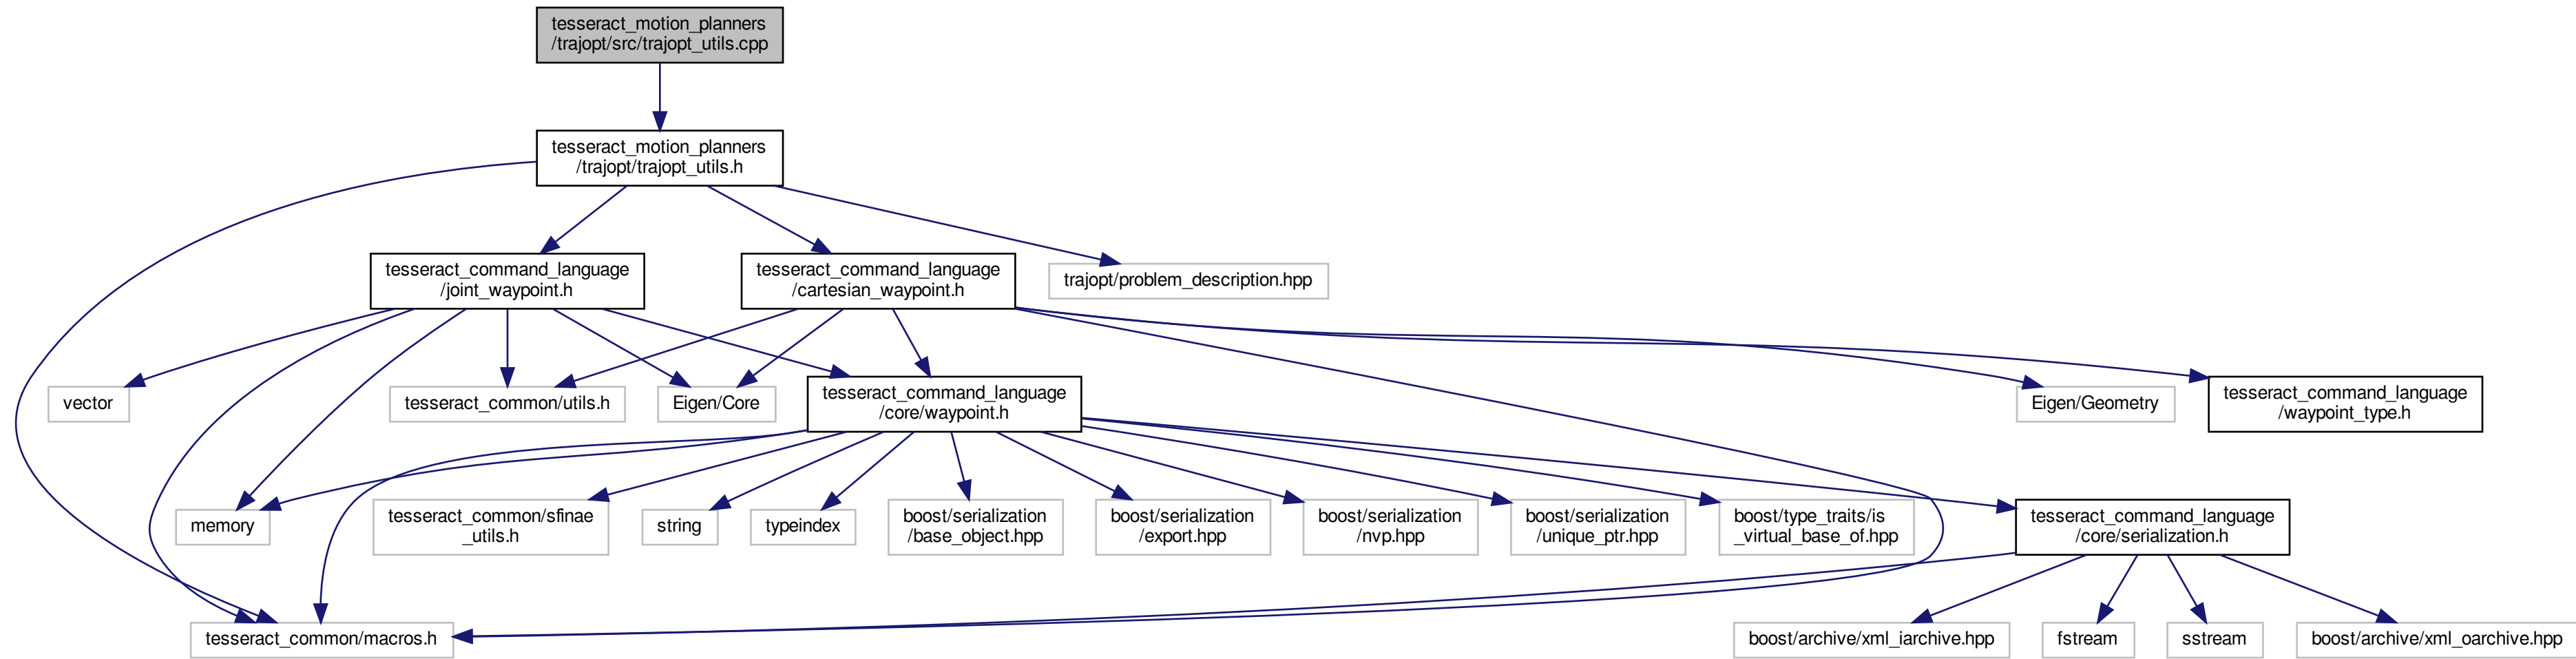 tesseract_motion_planners
/trajopt/src/trajopt_utils.cpp
tesseract_motion_planners
/trajopt/trajopt_utils.h
tesseract_command_language
/joint_waypoint.h
tesseract_command_language
/cartesian_waypoint.h
trajopt/problem_description.hpp
vector
tesseract_common/utils.h
Eigen/Core
tesseract_command_language
/core/waypoint.h
Eigen/Geometry
tesseract_command_language
/waypoint_type.h
memory
tesseract_common/sfinae
_utils.h
string
typeindex
boost/serialization
/base_object.hpp
boost/serialization
/export.hpp
boost/serialization
/nvp.hpp
boost/serialization
/unique_ptr.hpp
boost/type_traits/is
_virtual_base_of.hpp
tesseract_command_language
/core/serialization.h
tesseract_common/macros.h
boost/archive/xml_iarchive.hpp
fstream
sstream
boost/archive/xml_oarchive.hpp